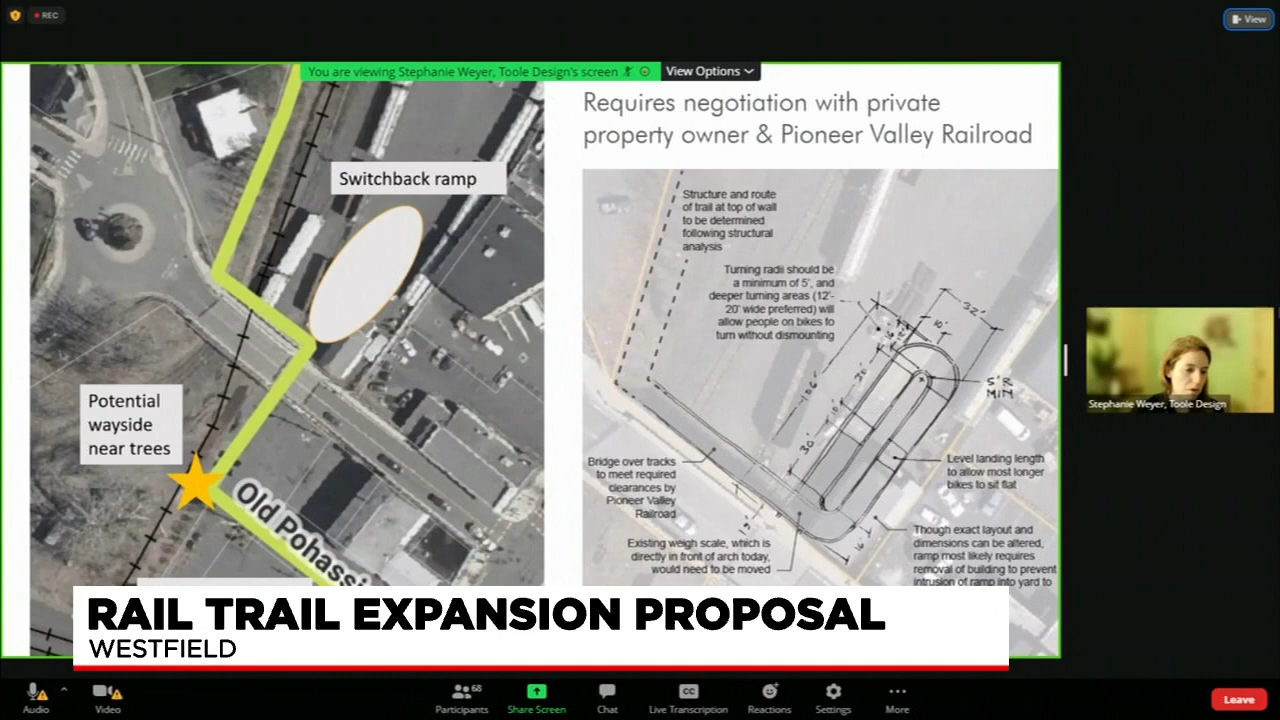 REC
View
You are viewing Stephanie Weyer, Toole Design's screen
View Options
Requires negotiation with private
property owner & Pioneer Valley Railroad
Switchback ramp
Potential
wayside
near trees
Old Pohassi
Structure and route
of trail at top of wall
to be determined
following structural
analysis
Turning radii should be
a minimum of 5', and
deeper turning areas (12'-
20' wide preferred) will
allow people on bikes to
turn without dismounting
32'
10'
5'R
MIN
30'
Bridge over tracks
to meet required
clearances by
Pioneer Valley
Railroad
Level landing length
to allow most longer
bikes to sit flat
Existing weigh scale, which is
directly in front of arch today,
would need to be moved
Though exact layout and
dimensions can be altered,
ramp most likely requires
removal of building to prevent
intrusion of ramp into yard to
Stephanie Weyer, Toole Design
RAIL TRAIL EXPANSION PROPOSAL
WESTFIELD
Audio
Video
68
Participants
Share Screen
Chat
CC
Live Transcription
Reactions
Settings
More
Leave